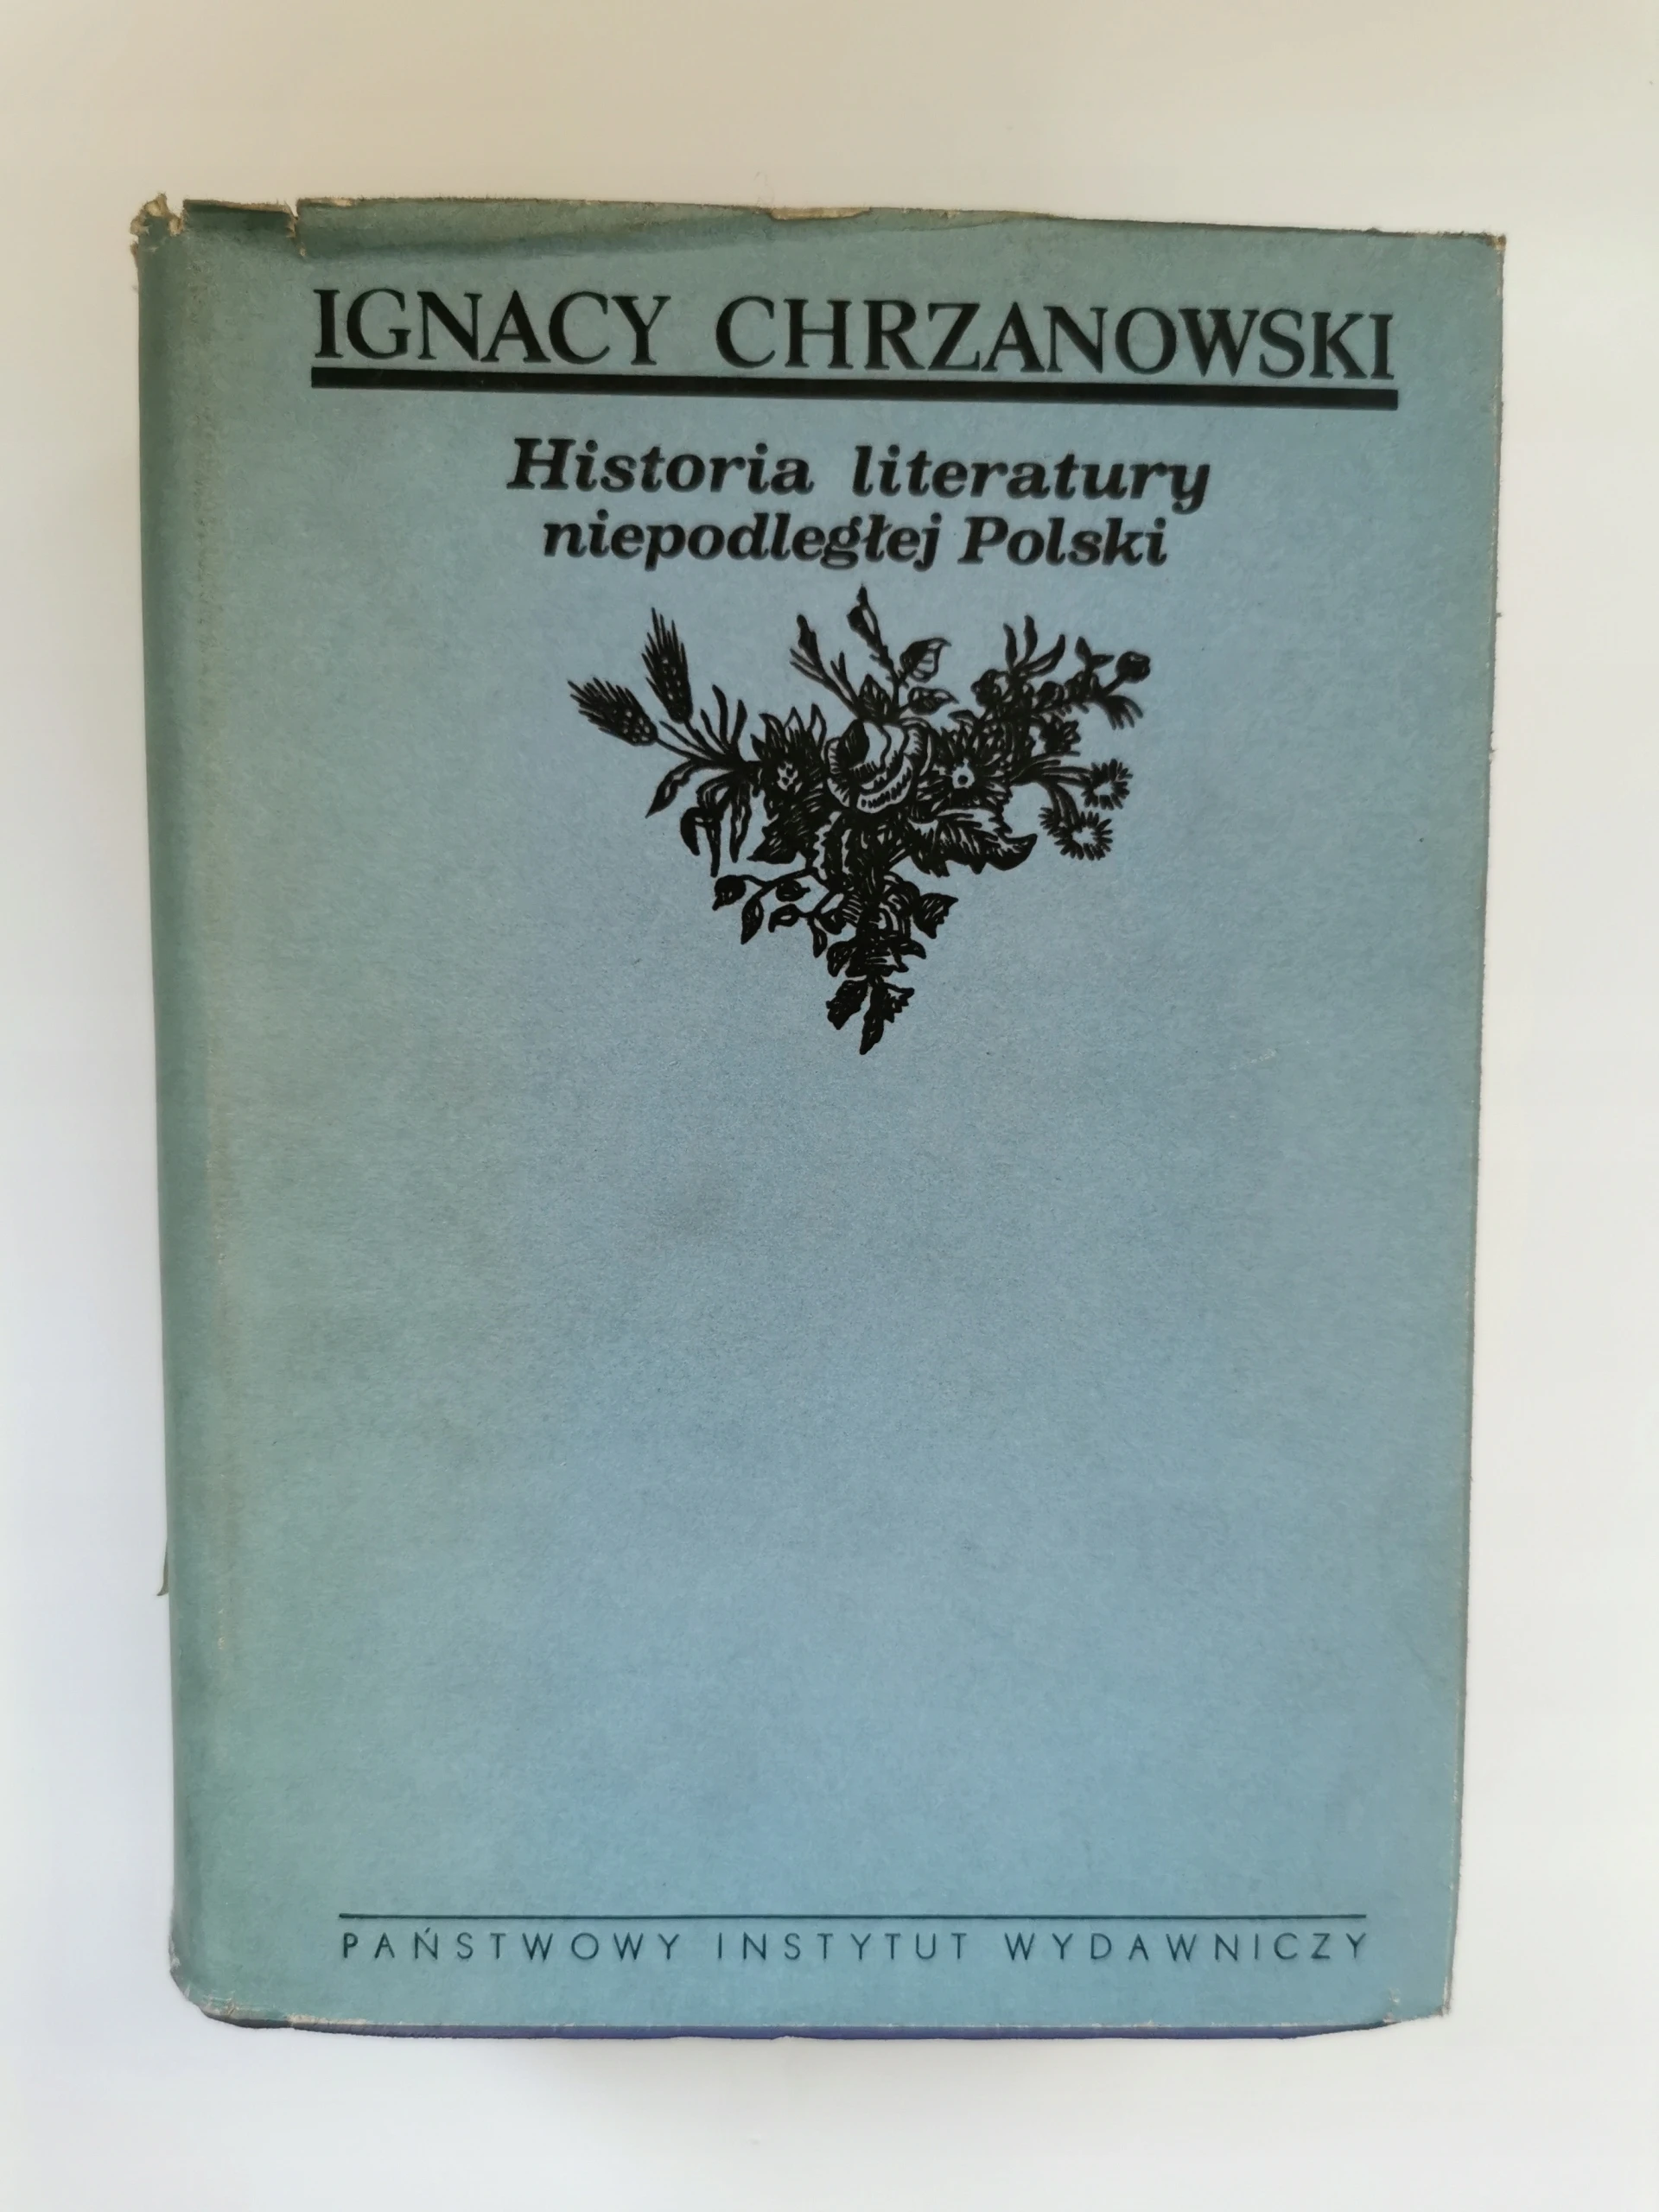 IGNACY CHRZANOWSKI
Historia literatury
niepodległej Polski
PAŃSTWOWY INSTYTUT WYDAWNICZY